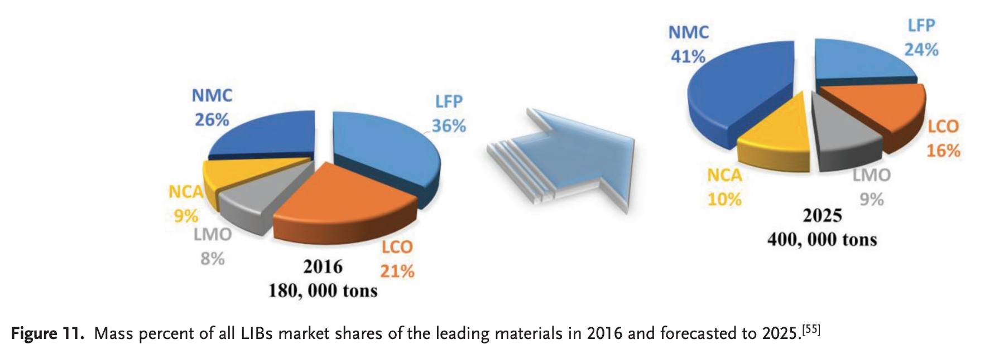 NMC
26%
LFP
36%
NCA
9%
LMO
8%
LCO
21%
2016
180, 000 tons
NMC
41%
LFP
24%
LCO
16%
NCA
10%
LMO
9%
2025
400, 000 tons
Figure 11. Mass percent of all LIBs market shares of the leading materials in 2016 and forecasted to 2025.[55]